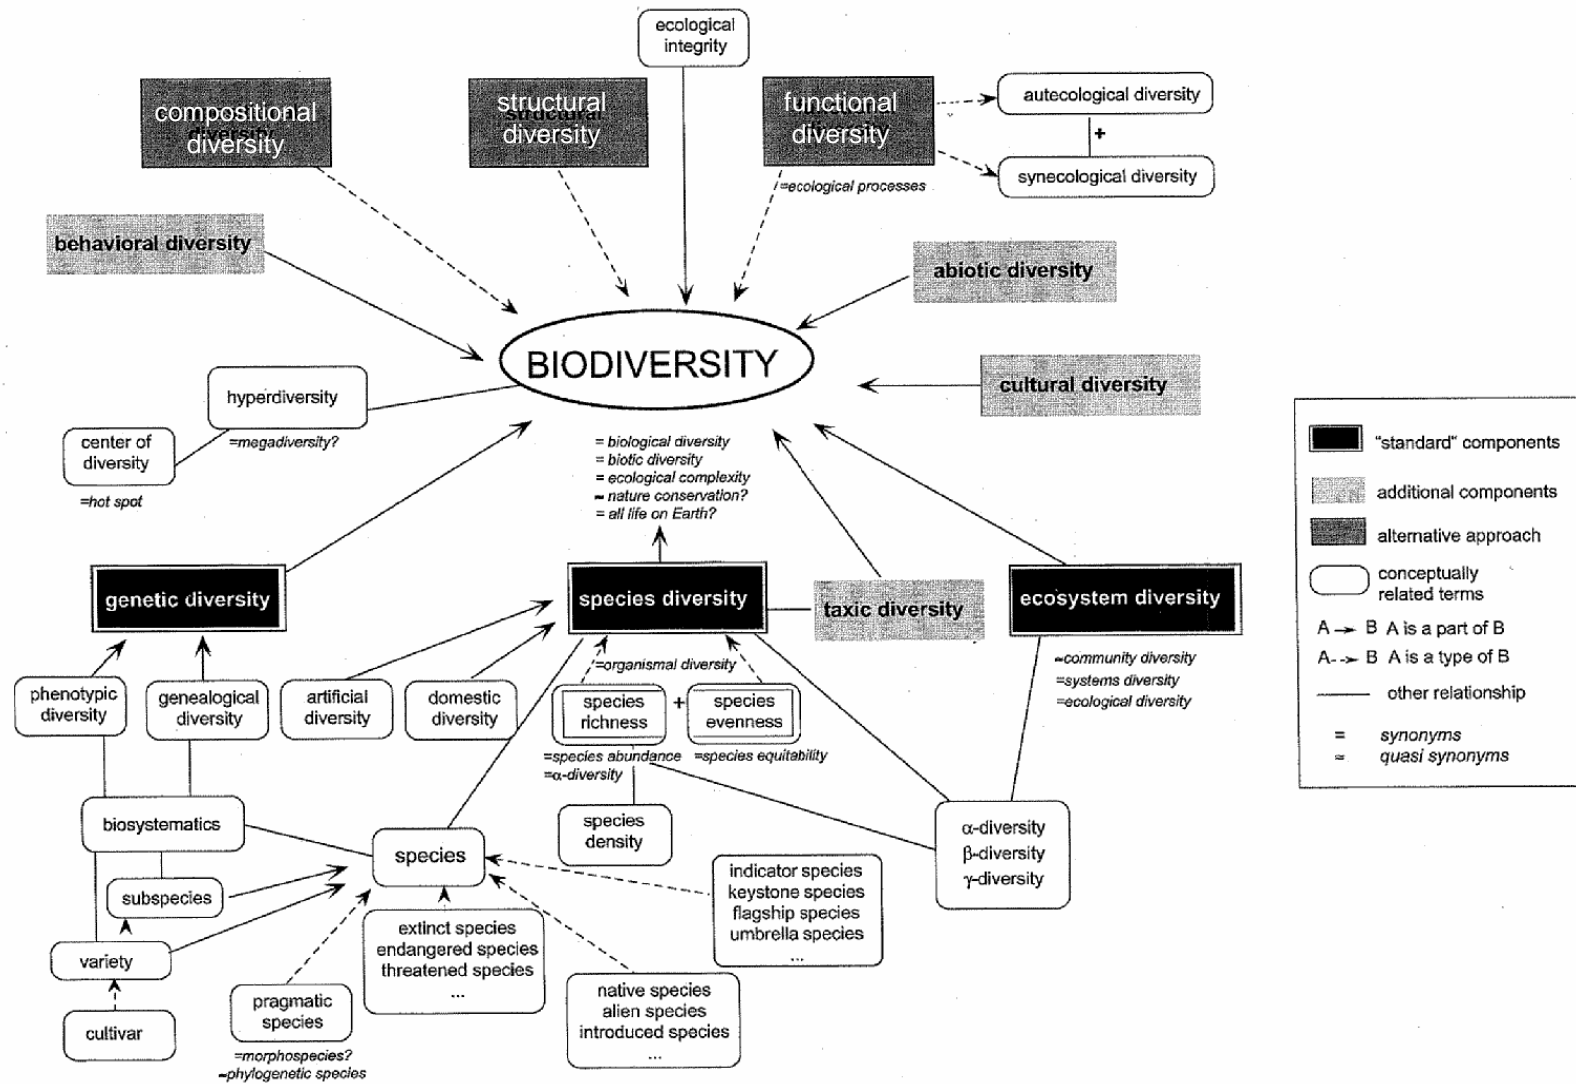 ecological
integrity
compositional
diversity
diversity
structural
structural
diversity
functional
diversity
=ecological processes
autecological diversity
+
synecological diversity
behavioral diversity
abiotic diversity
BIODIVERSITY
cultural diversity
hyperdiversity
=megadiversity?
center of
diversity
=hot spot
= biological diversity
= biotic diversity
= ecological complexity
≈ nature conservation?
= all life on Earth?
genetic diversity
species diversity
taxic diversity
ecosystem diversity
=organismal diversity
≈community diversity
=systems diversity
=ecological diversity
phenotypic
diversity
genealogical
diversity
artificial
diversity
domestic
diversity
species
richness
+
species
evenness
=species abundance
=α-diversity
=species equitability
biosystematics
species
species
density
α-diversity
β-diversity
γ-diversity
subspecies
variety
cultivar
pragmatic
species
=morphospecies?
≈phylogenetic species
extinct species
endangered species
threatened species
...
native species
alien species
introduced species
...
indicator species
keystone species
flagship species
umbrella species
...
"standard" components
additional components
alternative approach
conceptually
related terms
A → B A is a part of B
A--> B A is a type of B
other relationship
= synonyms
≈ quasi synonyms